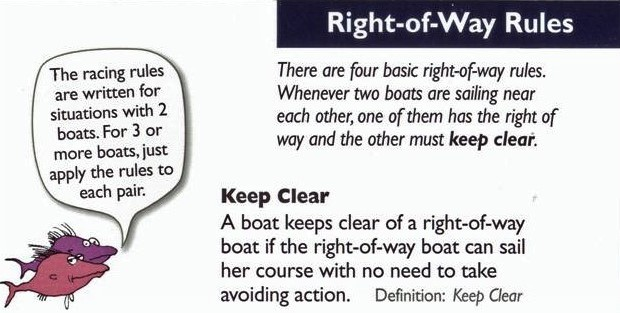 Right-of-Way Rules
The racing rules
are written for
situations with 2
boats. For 3 or
more boats, just
apply the rules to
each pair.
There are four basic right-of-way rules.
Whenever two boats are sailing near
each other, one of them has the right of
way and the other must keep clear.
Keep Clear
A boat keeps clear of a right-of-way
boat if the right-of-way boat can sail
her course with no need to take
avoiding action. Definition: Keep Clear